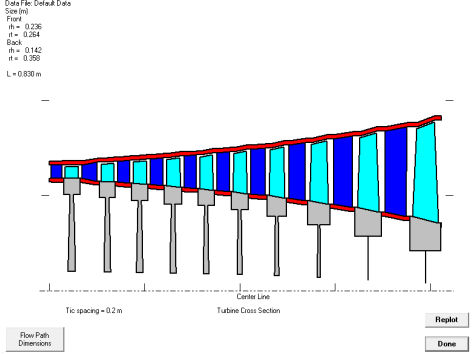 Data File: Default Data
Size (m)
Front
rh = 0.236
rt = 0.264
Back
rh = 0.142
rt = 0.358
L = 0.830 m
Center Line
Tic spacing = 0.2 m
Turbine Cross Section
Replot
Flow Path
Dimensions
Done